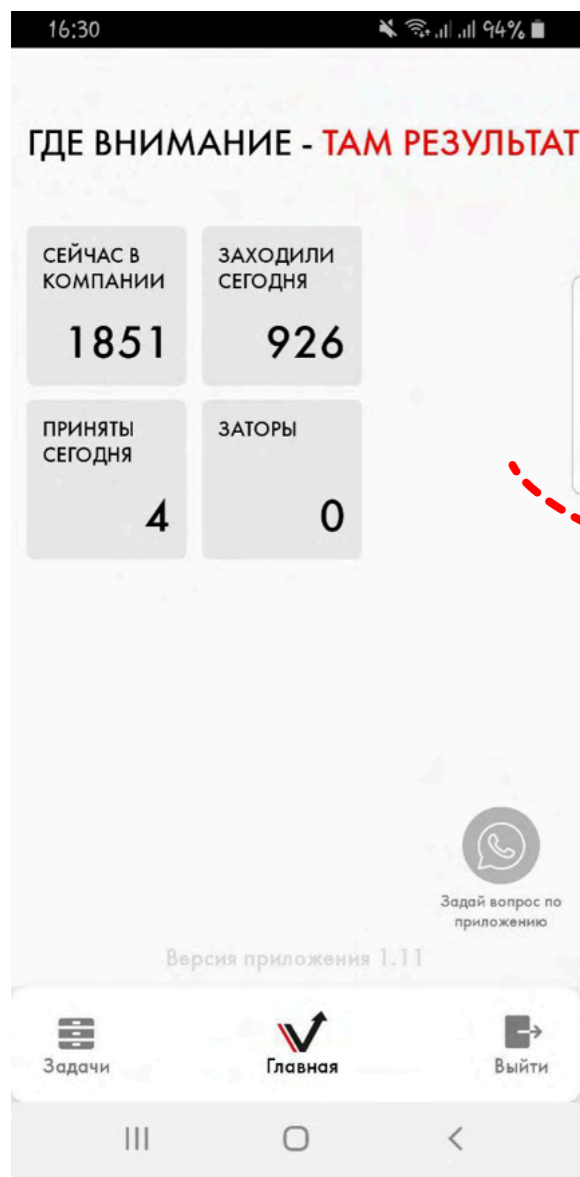 16:30
94%
ГДЕ ВНИМАНИЕ - ТАМ РЕЗУЛЬТАТ
СЕЙЧАС В
КОМПАНИИ
1851
ЗАХОДИЛИ
СЕГОДНЯ
926
ПРИНЯТЫ
СЕГОДНЯ
4
ЗАТОРЫ
0
Задай вопрос по
приложению
Версия приложения 1.11
Задачи
Главная
Выйти